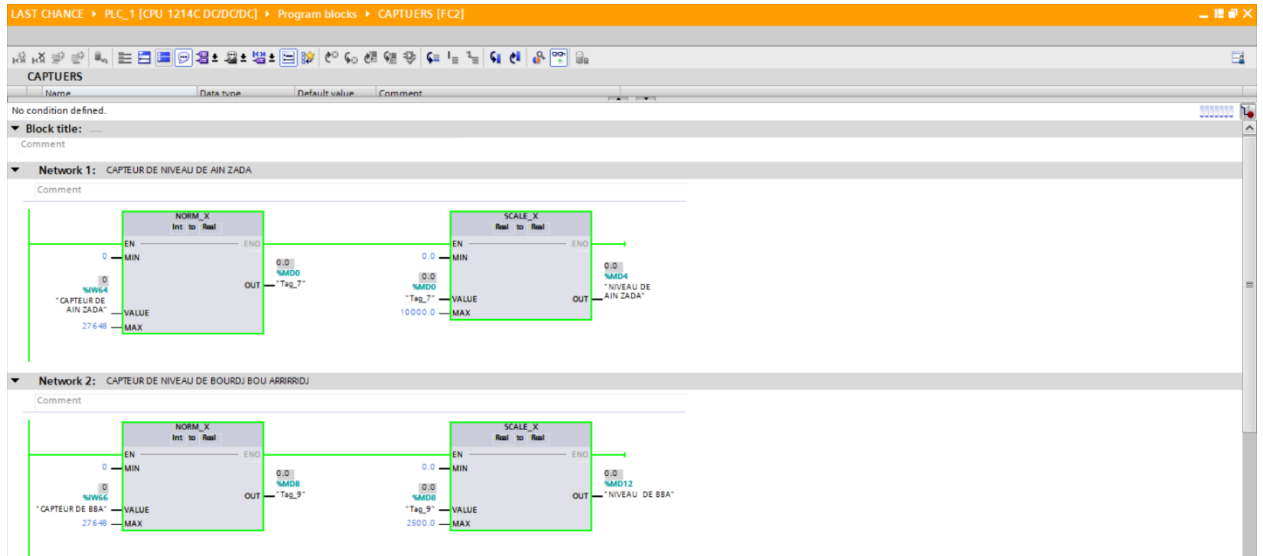 LAST CHANCE ▸ PLC_1 [CPU 1214C DC/DC/DC] ▸ Program blocks ▸ CAPTUERS [FC2]
CAPTUERS
Name Data type Default value Comment
No condition defined.
Block title: ....
Comment
Network 1: CAPTEUR DE NIVEAU DE AIN ZADA
Comment
NORM_X
Int to Real
EN ENO
0 MIN
0
%IW64
"CAPTEUR DE
AIN ZADA" VALUE
27648 MAX
0.0
%MD0
OUT "Tag_7"
SCALE_X
Real to Real
EN ENO
0.0 MIN
0.0
%MD0
"Tag_7" VALUE
10000.0 MAX
0.0
%MD4
"NIVEAU DE
OUT AIN ZADA"
Network 2: CAPTEUR DE NIVEAU DE BOURDJ BOU ARRIRRIDJ
Comment
NORM_X
Int to Real
EN ENO
0 MIN
0
%IW66
"CAPTEUR DE BBA" VALUE
27648 MAX
0.0
%MD8
OUT "Tag_9"
SCALE_X
Real to Real
EN ENO
0.0 MIN
0.0
%MD8
"Tag_9" VALUE
2500.0 MAX
0.0
%MD12
OUT "NIVEAU DE BBA"